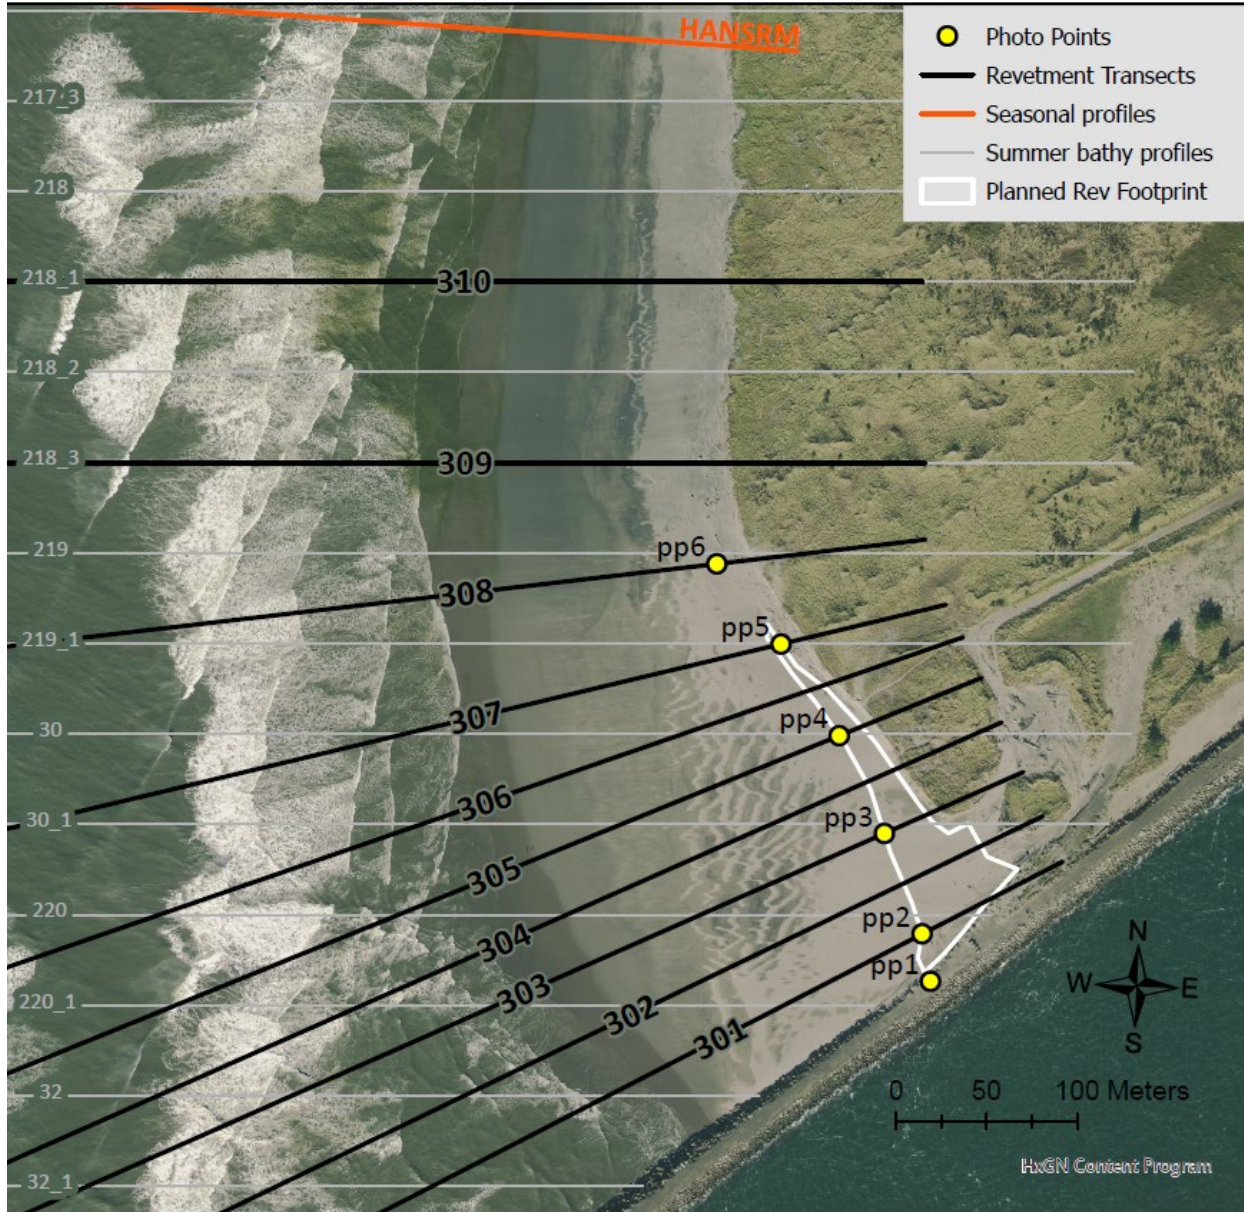 HANSRM
Photo Points
Revetment Transects
Seasonal profiles
Summer bathy profiles
Planned Rev Footprint
217_3
218
218_1
310
218_2
218_3
309
219
pp6
308
219_1
pp5
307
30
pp4
306
30_1
pp3
305
220
pp2
304
pp1
303
220_1
302
301
N
W
E
S
32
0 50 100 Meters
32_1
HxGN Content Program